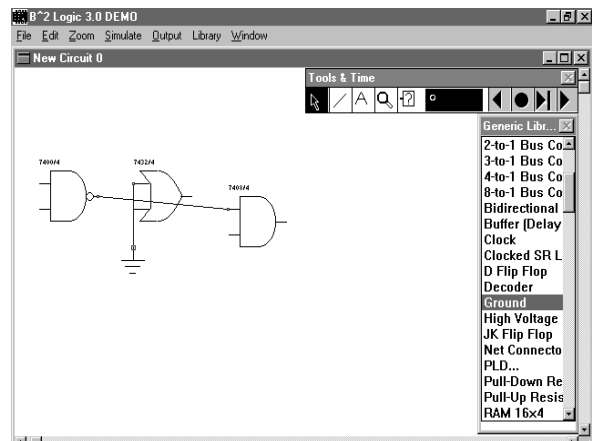 B^2 Logic 3.0 DEMO
File Edit Zoom Simulate Output Library Window
New Circuit 0
Tools & Time
A ?
0
Generic Libr...
2-to-1 Bus Co
3-to-1 Bus Co
4-to-1 Bus Co
8-to-1 Bus Co
Bidirectional
Buffer (Delay
Clock
Clocked SR L
D Flip Flop
Decoder
Ground
High Voltage
JK Flip Flop
Net Connecto
PLD...
Pull-Down Re
Pull-Up Resis
RAM 16x4
7400/4
7432/4
7408/4